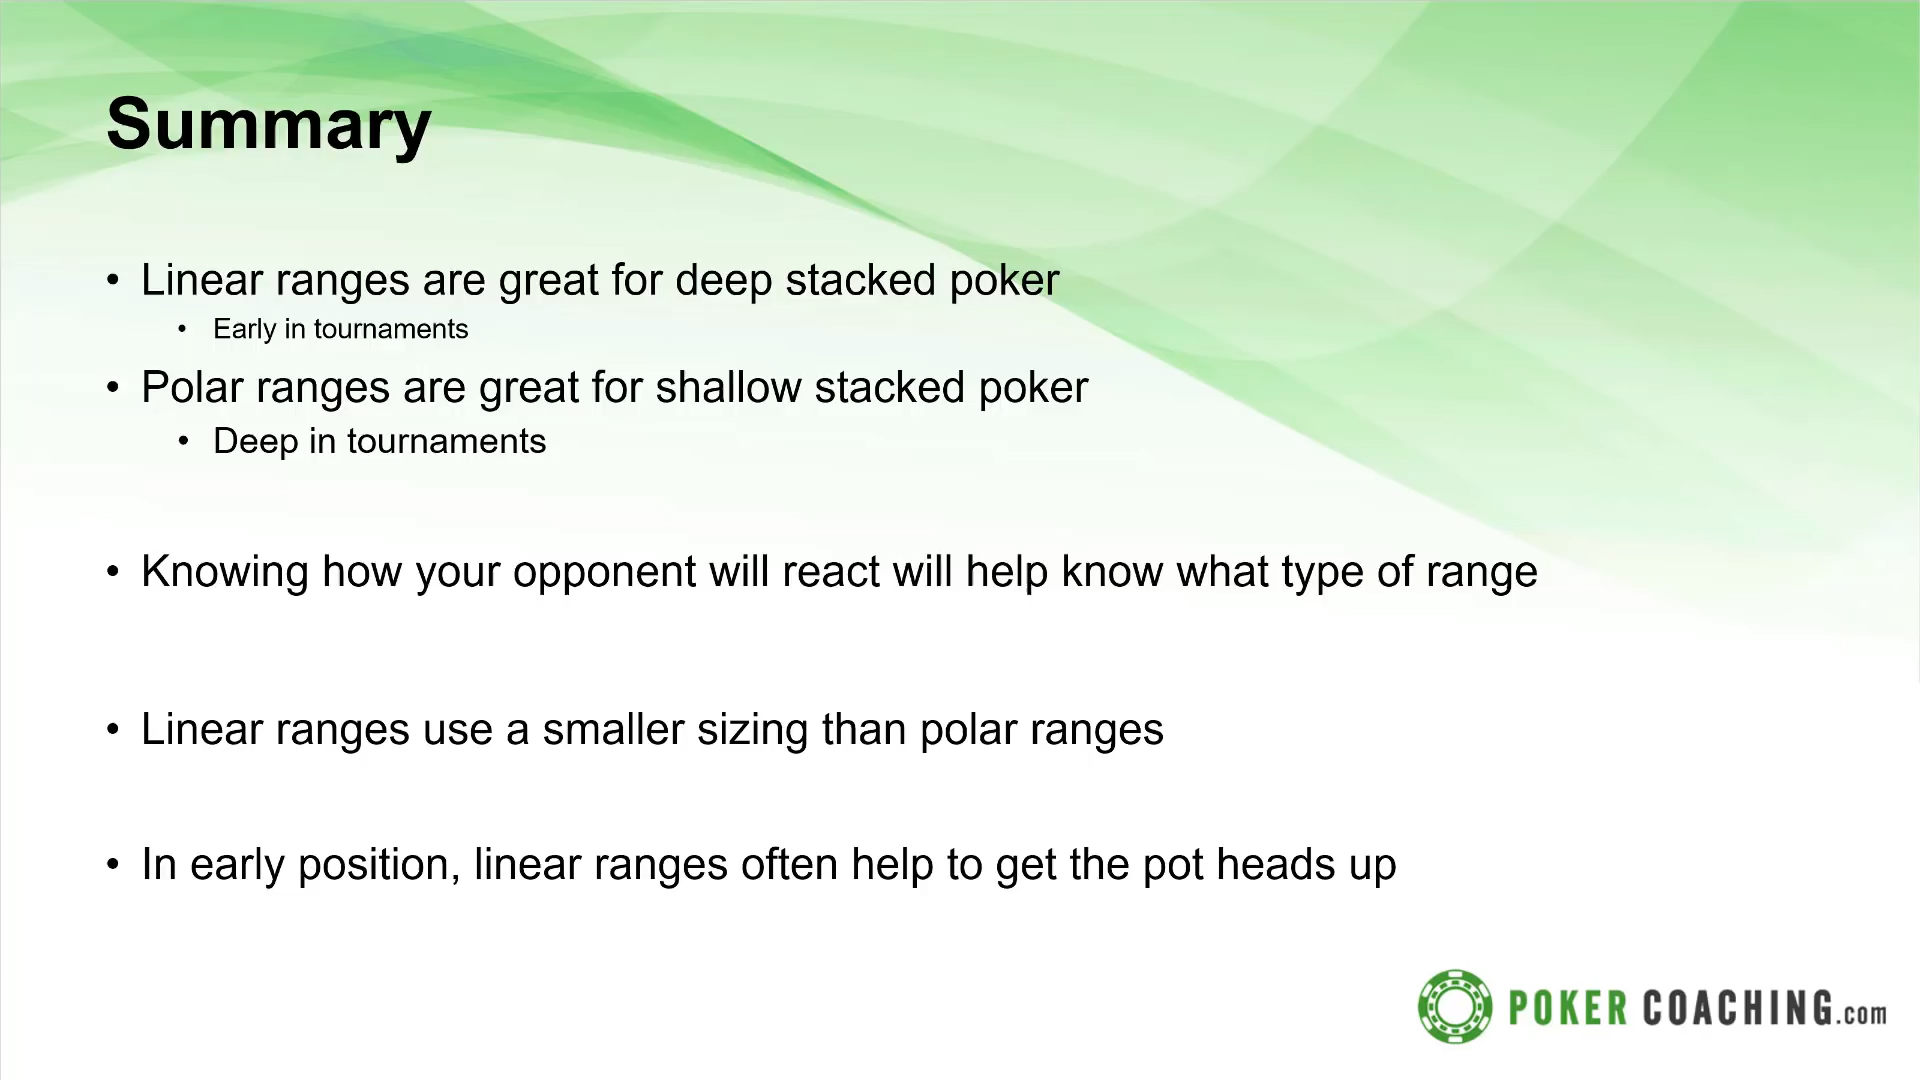 Summary
• Linear ranges are great for deep stacked poker
• Early in tournaments
• Polar ranges are great for shallow stacked poker
• Deep in tournaments
• Knowing how your opponent will react will help know what type of range
• Linear ranges use a smaller sizing than polar ranges
• In early position, linear ranges often help to get the pot heads up
POKER COACHING.com